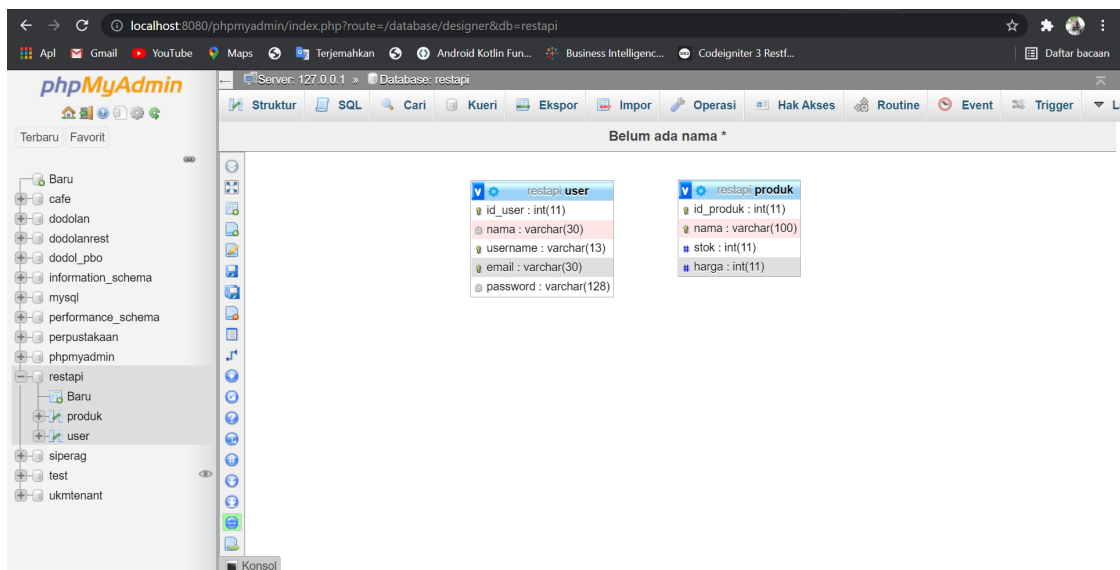 localhost:8080/phpmyadmin/index.php?route=/database/designer&db=restapi
Apl Gmail YouTube Maps Terjemahkan Android Kotlin Fun... Business Intelligenc... Codeigniter 3 Restf... Daftar bacaan
phpMyAdmin
Terbaru Favorit
Baru
cafe
dodolan
dodolanrest
dodol_pbo
information_schema
mysql
performance_schema
perpustakaan
phpmyadmin
restapi
Baru
produk
user
siperag
test
ukmtenant
Server: 127.0.0.1 » Database: restapi
Struktur SQL Cari Kueri Ekspor Impor Operasi Hak Akses Routine Event Trigger
Belum ada nama *
restapi user
id_user : int(11)
nama : varchar(30)
username : varchar(13)
email : varchar(30)
password : varchar(128)
restapi produk
id_produk : int(11)
nama : varchar(100)
stok : int(11)
harga : int(11)
Konsol